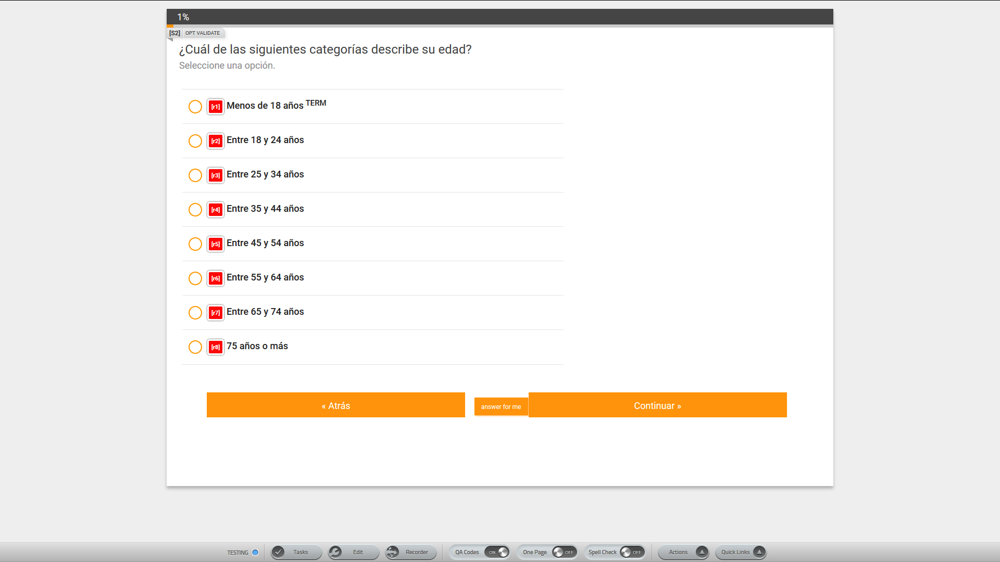 1%
[S2] OPT VALIDATE
¿Cuál de las siguientes categorías describe su edad?
Seleccione una opción.
[r1] Menos de 18 años TERM
[r2] Entre 18 y 24 años
[r3] Entre 25 y 34 años
[r4] Entre 35 y 44 años
[r5] Entre 45 y 54 años
[r6] Entre 55 y 64 años
[r7] Entre 65 y 74 años
[r8] 75 años o más
« Atrás answer for me Continuar »
TESTING Tasks Edit Recorder QA Codes ON One Page OFF Spell Check OFF Actions Quick Links